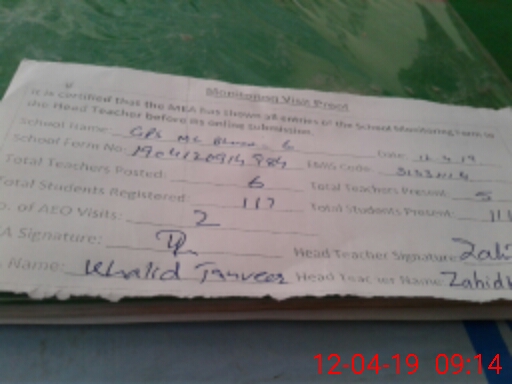 Monitoring Visit Proof
It is certified that the MEA has shown all entries of the School Monitoring Form to
the Head Teacher before its online submission.
School Name: GPS Date: 12.4.19
School Form No: EMIS Code:
Total Teachers Posted: 6 Total Teachers Present: 5
Total Students Registered: 117 Total Students Present: 11
o. of AEO Visits: 2
A Signature: Head Teacher Signature: Zahi
Name: Khalid Tanveer Head Teacher Name: Zahid
12-04-19 09:14